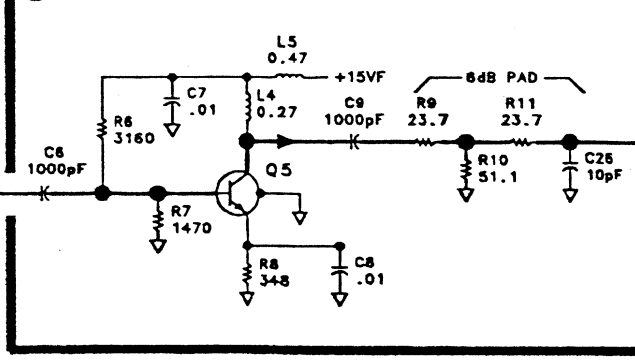 L5
0.47
+15VF
6dB PAD
C7
.01
L4
0.27
C9
1000pF
R9
23.7
R11
23.7
R6
3160
C6
1000pF
Q5
R10
51.1
C26
10pF
R7
1470
R8
348
C8
.01